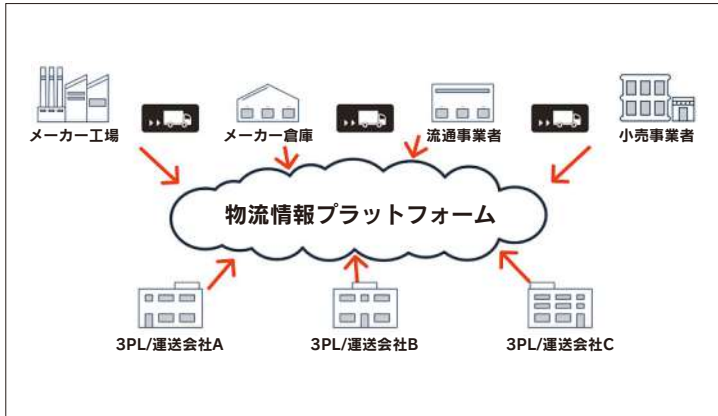 メーカー工場
メーカー倉庫
流通事業者
小売事業者
物流情報プラットフォーム
3PL/運送会社A
3PL/運送会社B
3PL/運送会社C